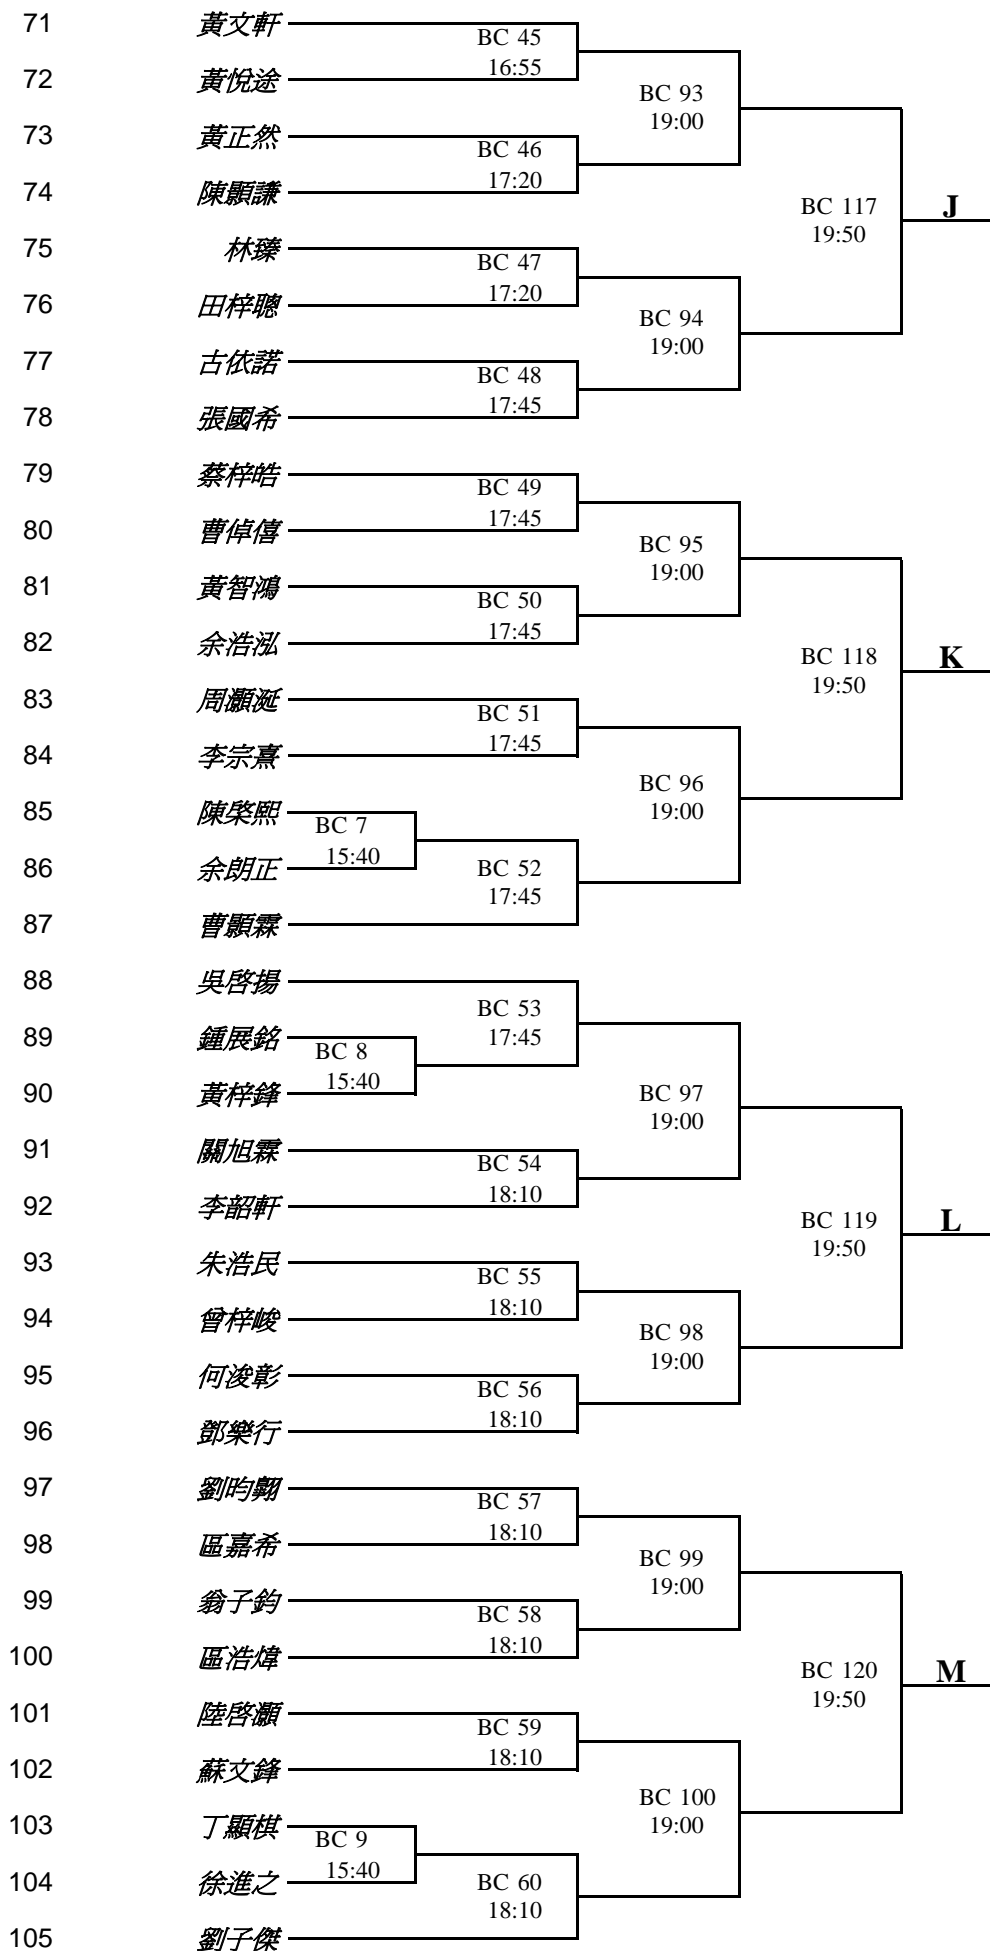 71 黃文軒
BC 45
16:55
72 黃悅途
BC 93
19:00
73 黃正然
BC 46
17:20
74 陳顥謙
BC 117 J
19:50
75 林臻
BC 47
17:20
76 田梓聰
BC 94
19:00
77 古依諾
BC 48
17:45
78 張國希
79 蔡梓皓
BC 49
17:45
80 曹倬僖
BC 95
19:00
81 黃智鴻
BC 50
17:45
82 余浩泓
BC 118 K
19:50
83 周灝涎
BC 51
17:45
84 李宗熹
BC 96
19:00
85 陳棨熙
BC 7
15:40
86 余朗正
BC 52
17:45
87 曹顥霖
88 吳啓揚
BC 53
17:45
89 鍾展銘
BC 8
15:40
90 黃梓鋒
BC 97
19:00
91 關旭霖
BC 54
18:10
92 李韶軒
BC 119 L
19:50
93 朱浩民
BC 55
18:10
94 曾梓峻
BC 98
19:00
95 何浚彰
BC 56
18:10
96 鄧樂行
97 劉昀翺
BC 57
18:10
98 區嘉希
BC 99
19:00
99 翁子鈞
BC 58
18:10
100 區浩煒
BC 120 M
19:50
101 陸啓灝
BC 59
18:10
102 蘇文鋒
BC 100
19:00
103 丁顯棋
BC 9
15:40
104 徐進之
BC 60
18:10
105 劉子傑